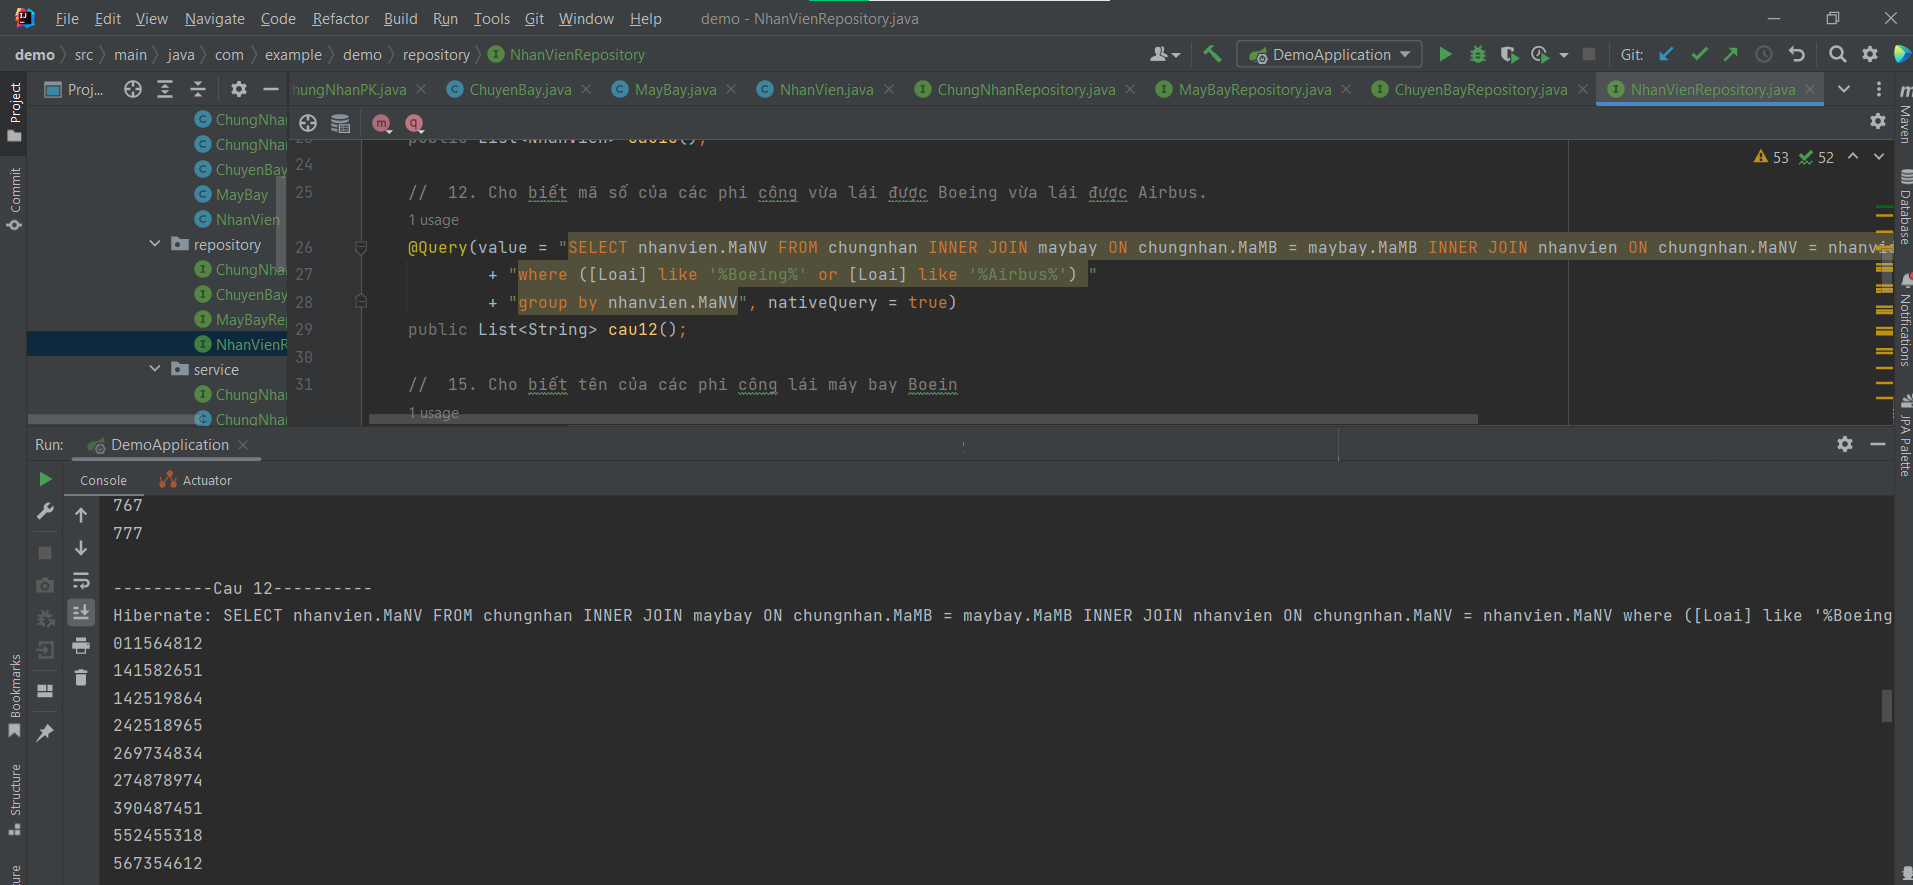 File Edit View Navigate Code Refactor Build Run Tools Git Window Help demo - NhanVienRepository.java
demo src main java com example demo repository NhanVienRepository DemoApplication Git:
Project
Commit
Bookmarks
Structure
Proj...
ChungNhan
ChungNhan
ChuyenBay
MayBay
NhanVien
repository
ChungNha
ChuyenBay
MayBayRe
NhanVienR
service
ChungNha
ChungNha
hungNhanPK.java ChuyenBay.java MayBay.java NhanVien.java ChungNhanRepository.java MayBayRepository.java ChuyenBayRepository.java NhanVienRepository.java
53 52
24
25 // 12. Cho biết mã số của các phi công vừa lái được Boeing vừa lái được Airbus.
1 usage
26 @Query(value = "SELECT nhanvien.MaNV FROM chungnhan INNER JOIN maybay ON chungnhan.MaMB = maybay.MaMB INNER JOIN nhanvien ON chungnhan.MaNV = nhanvie
27 + "where ([Loai] like '%Boeing%' or [Loai] like '%Airbus%') "
28 + "group by nhanvien.MaNV", nativeQuery = true)
29 public List<String> cau12();
30
31 // 15. Cho biết tên của các phi công lái máy bay Boein
1 usage
Maven
Database
Notifications
JPA Palette
Run: DemoApplication
Console Actuator
767
777
----------Cau 12----------
Hibernate: SELECT nhanvien.MaNV FROM chungnhan INNER JOIN maybay ON chungnhan.MaMB = maybay.MaMB INNER JOIN nhanvien ON chungnhan.MaNV = nhanvien.MaNV where ([Loai] like '%Boeing
011564812
141582651
142519864
242518965
269734834
274878974
390487451
552455318
567354612